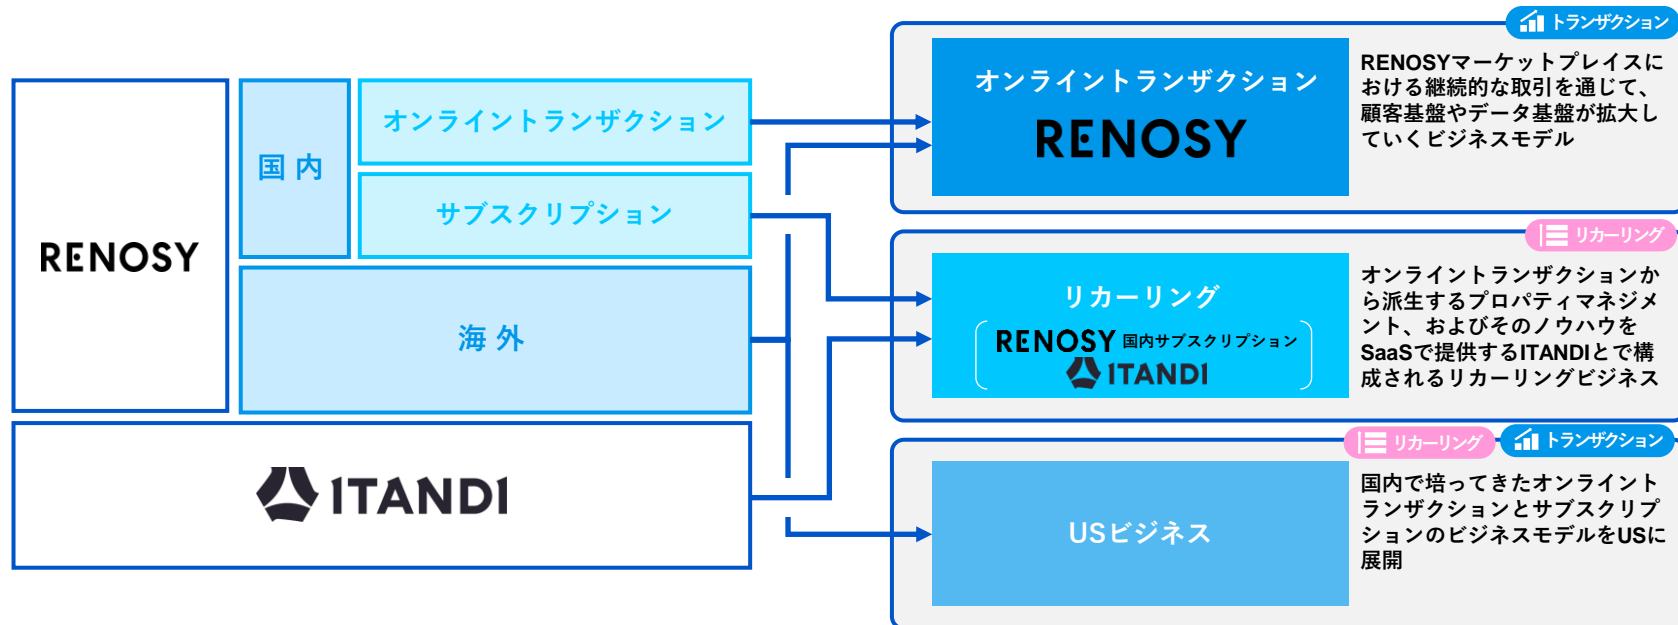 RENOSY
国内
オンライントランザクション
サブスクリプション
海外
ITANDI
トランザクション
オンライントランザクション
RENOSY
RENOSYマーケットプレイスに
おける継続的な取引を通じて、
顧客基盤やデータ基盤が拡大し
ていくビジネスモデル
リカーリング
リカーリング
RENOSY 国内サブスクリプション
ITANDI
オンライントランザクションか
ら派生するプロパティマネジメ
ント、およびそのノウハウを
SaaSで提供するITANDIとで構
成されるリカーリングビジネス
リカーリング
トランザクション
USビジネス
国内で培ってきたオンライント
ランザクションとサブスクリプ
ションのビジネスモデルをUSに
展開